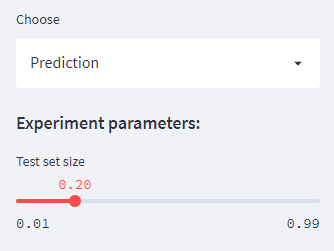 Choose
Prediction
Experiment parameters:
Test set size
0.20
0.01 0.99